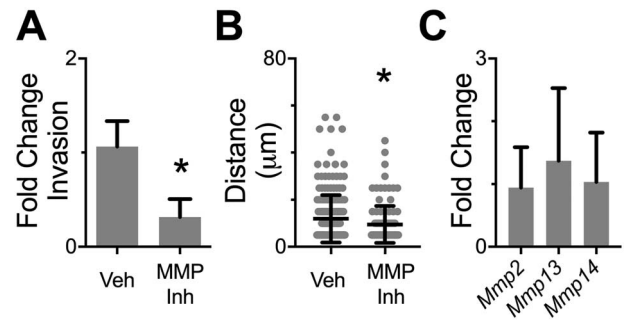 A
Fold Change
Invasion
2
1
0
*
Veh
MMP
Inh
B
Distance
(μm)
80
40
0
*
Veh
MMP
Inh
C
Fold Change
3
0
Mmp2
Mmp13
Mmp14